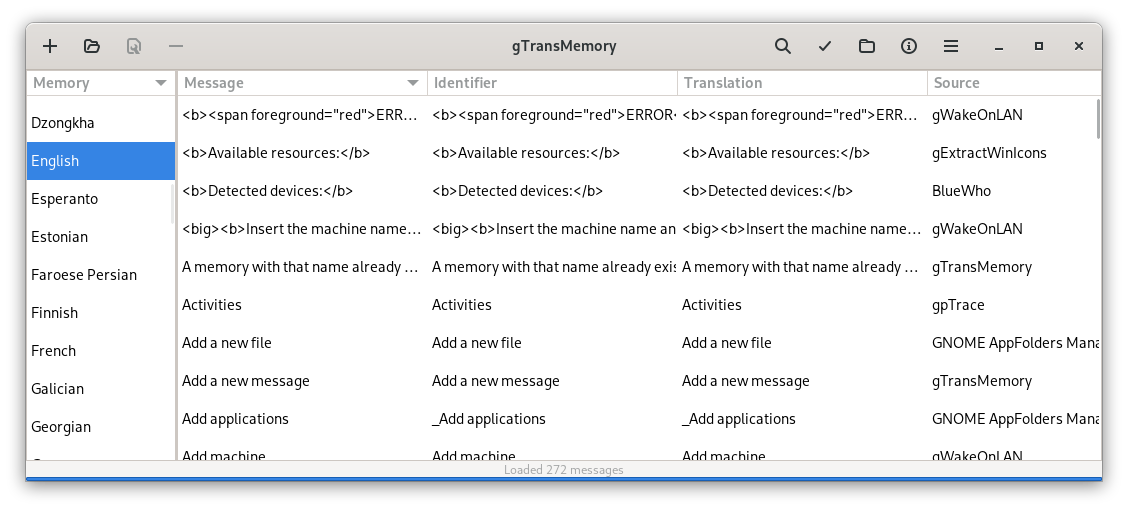 gTransMemory
Memory Message Identifier Translation Source
Dzongkha
English
Esperanto
Estonian
Faroese Persian
Finnish
French
Galician
Georgian
<b><span foreground="red">ERR... <b><span foreground="red">ERROR <b><span foreground="red">ERR... gWakeOnLAN
<b>Available resources:</b> <b>Available resources:</b> <b>Available resources:</b> gExtractWinIcons
<b>Detected devices:</b> <b>Detected devices:</b> <b>Detected devices:</b> BlueWho
<big><b>Insert the machine name... <big><b>Insert the machine name an <big><b>Insert the machine name... gWakeOnLAN
A memory with that name already ... A memory with that name already exis A memory with that name already ... gTransMemory
Activities Activities Activities gpTrace
Add a new file Add a new file Add a new file GNOME AppFolders Mana
Add a new message Add a new message Add a new message gTransMemory
Add applications _Add applications _Add applications GNOME AppFolders Mana
Add machine Add machine Add machine gWakeOnLAN
Loaded 272 messages